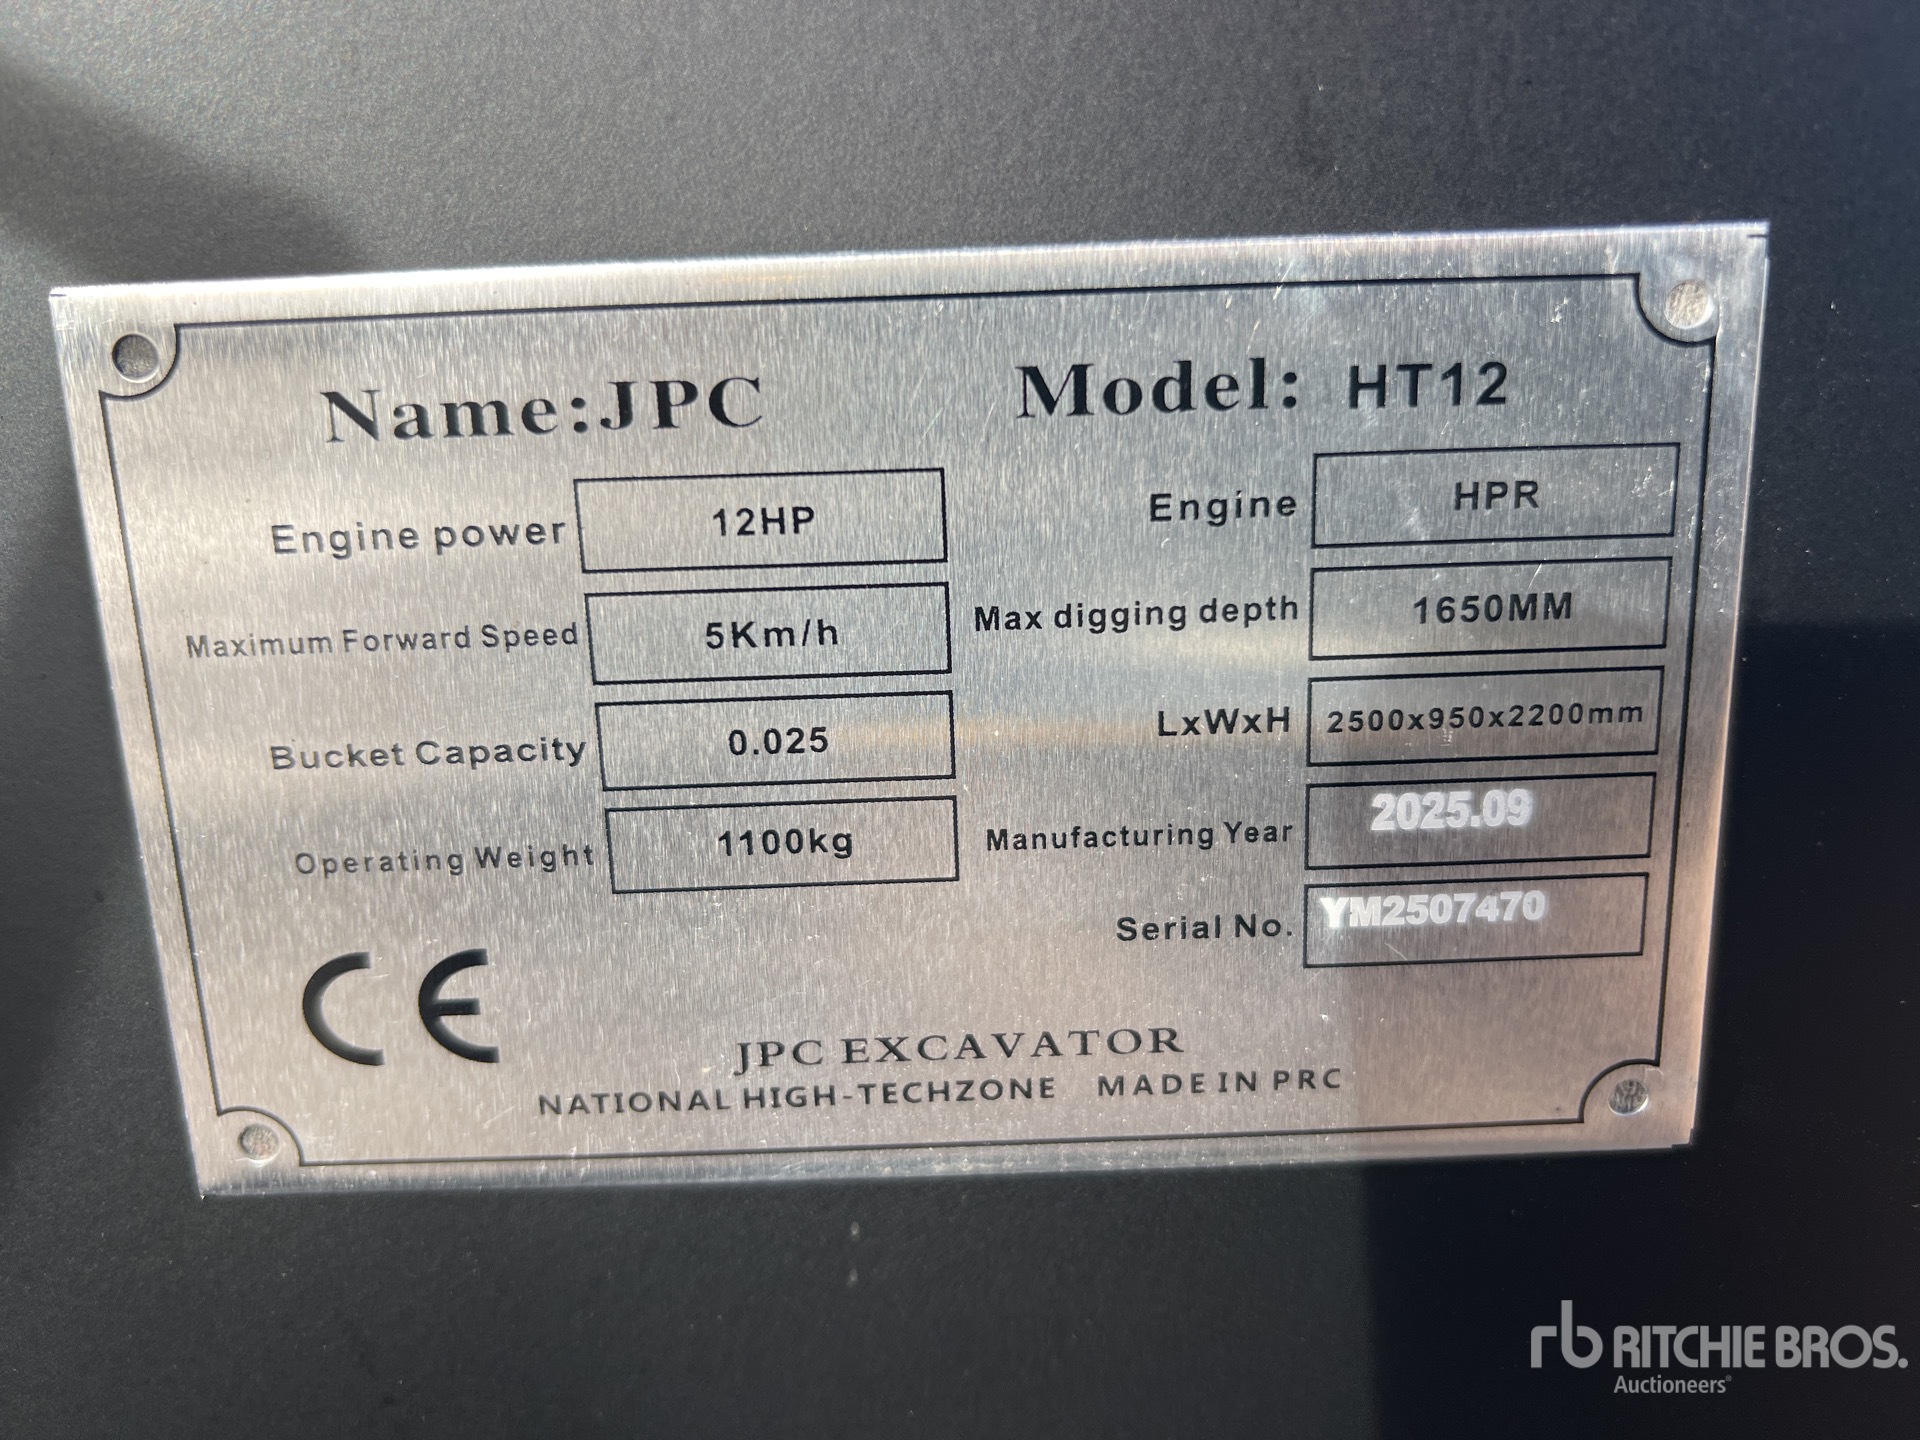 Name:JPC Model: HT12
Engine power 12HP Engine HPR
Maximum Forward Speed 5Km/h Max digging depth 1650MM
Bucket Capacity 0.025 LxWxH 2500x950x2200mm
Operating Weight 1100kg Manufacturing Year 2025.09
Serial No. YM2507470
CE
JPC EXCAVATOR
NATIONAL HIGH-TECHZONE MADE IN PRC
rb RITCHIE BROS.
Auctioneers®